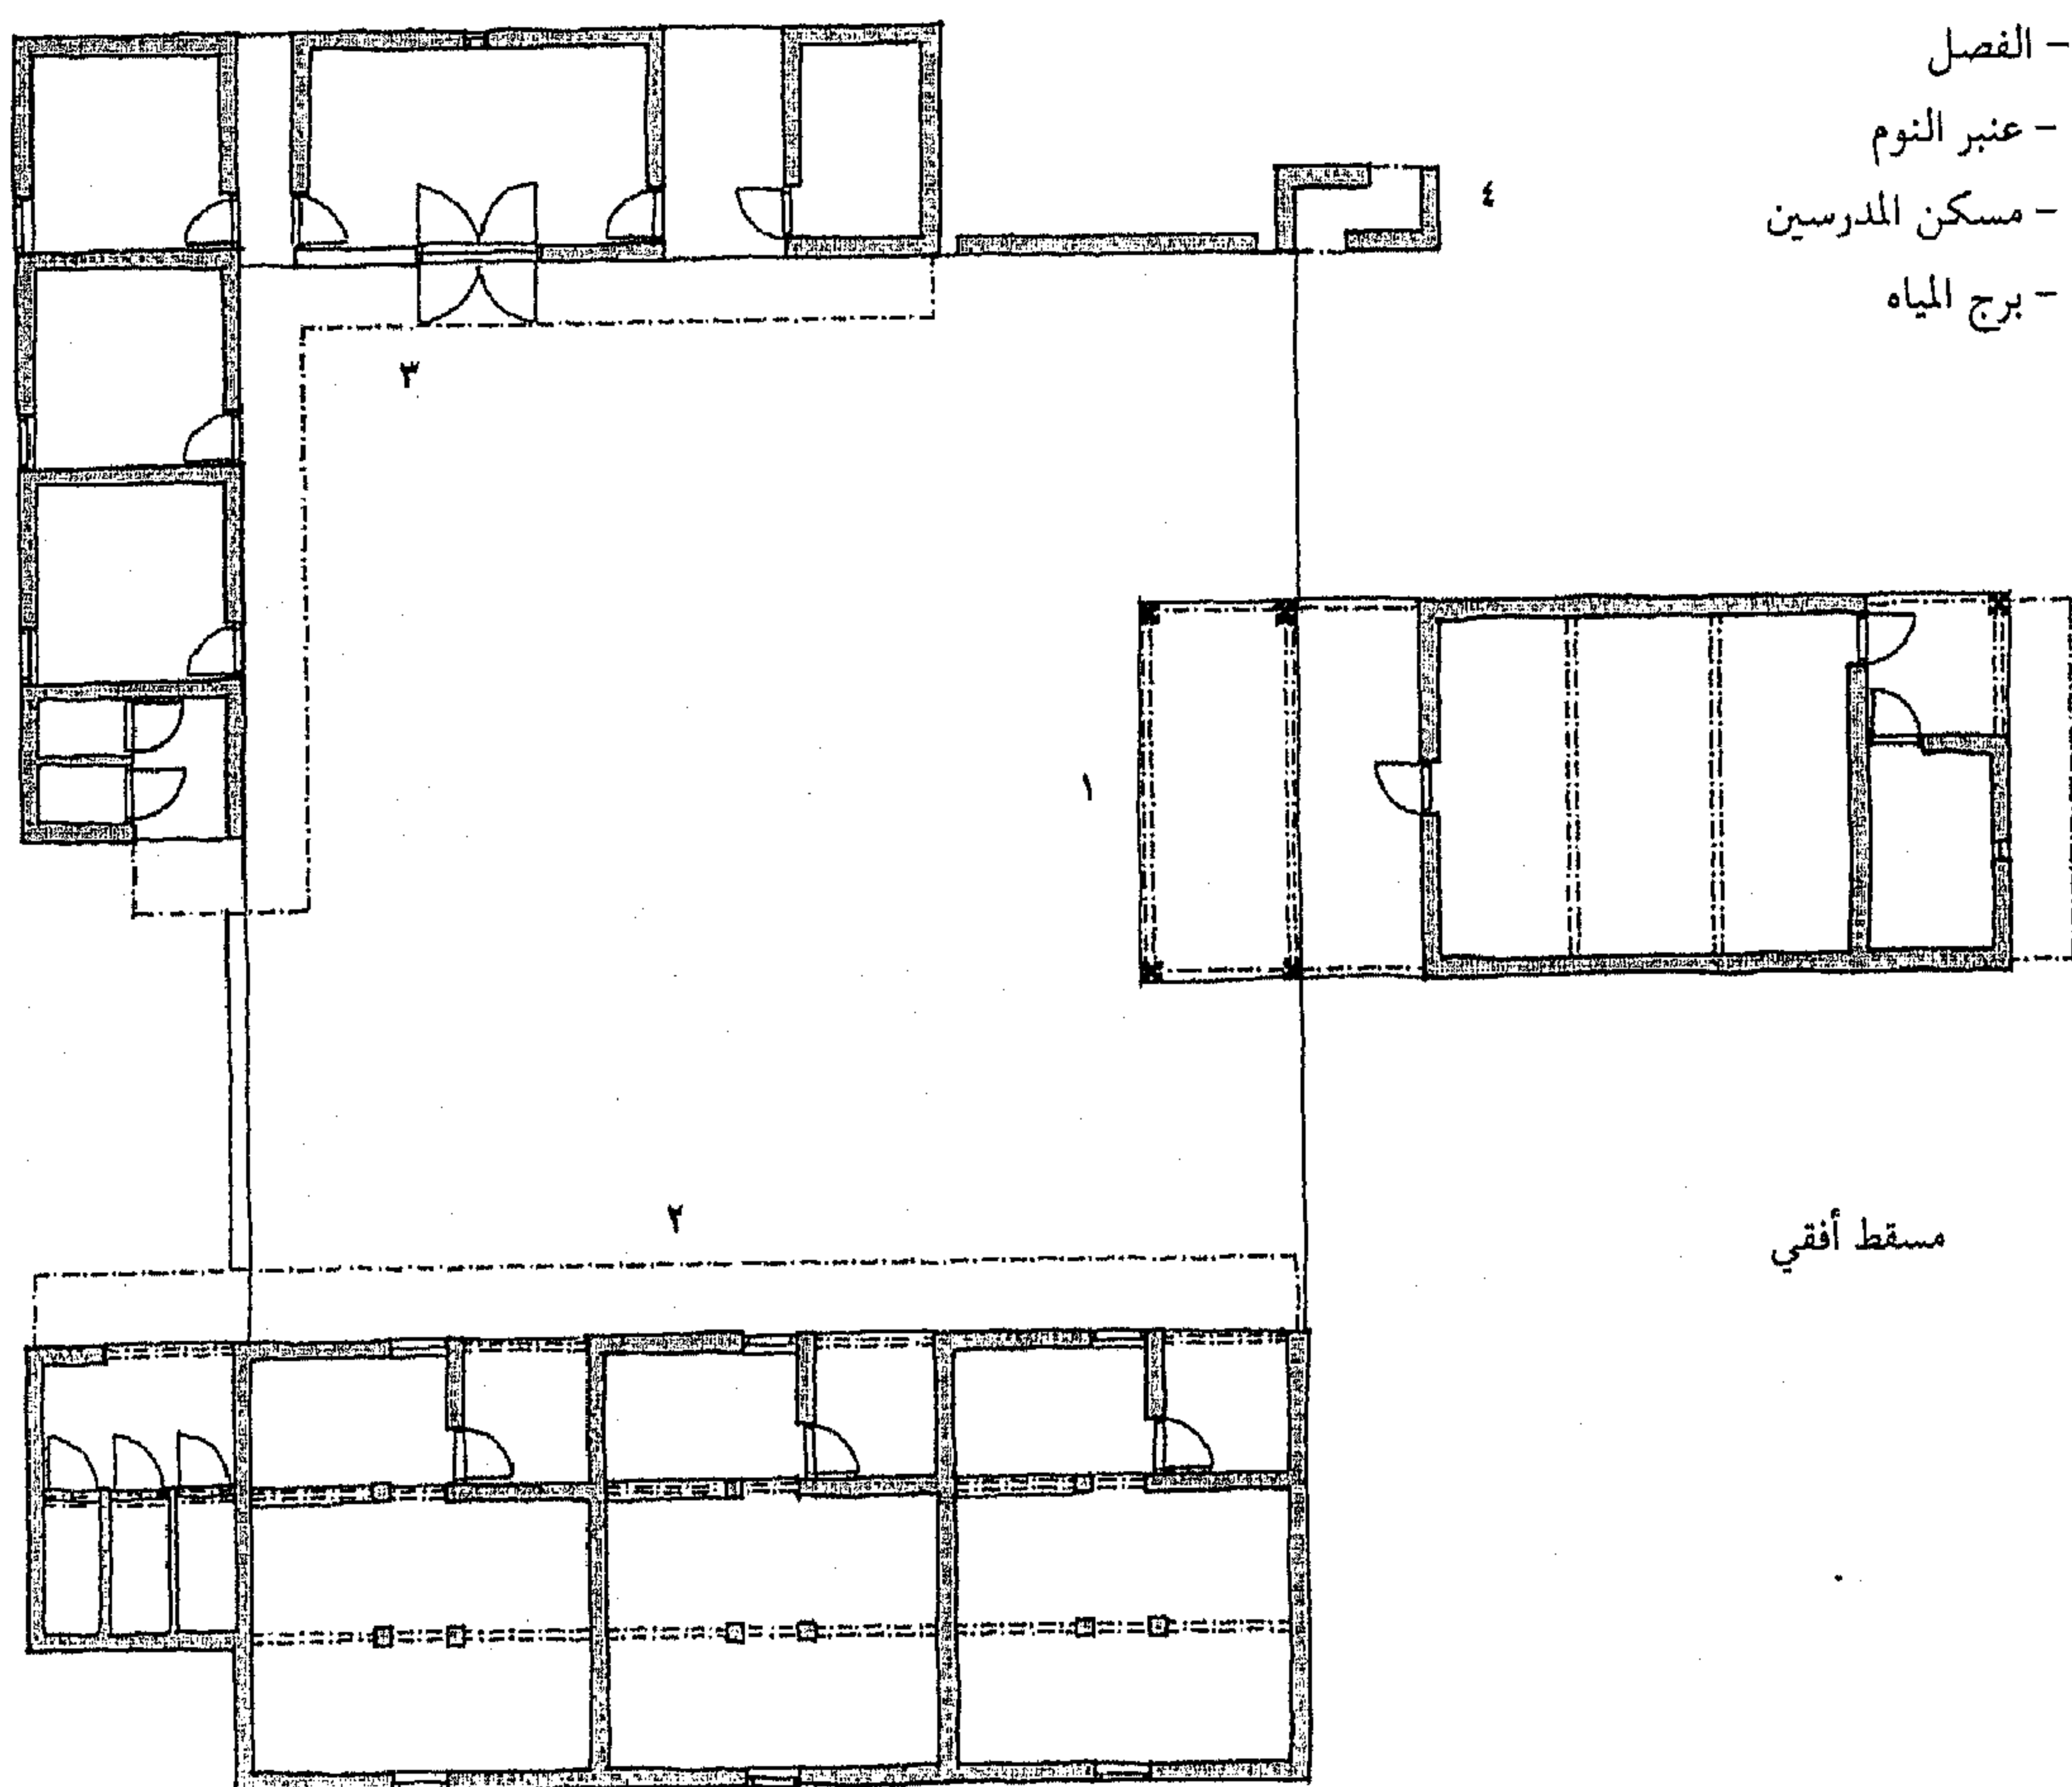 - الفصل
- عنبر النوم
- مسكن المدرسين
- برج المياه
٤
٣
١
٢
مسقط أفقي